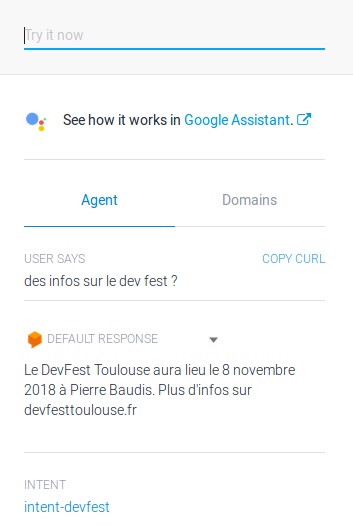 Try it now
See how it works in Google Assistant.
Agent Domains
USER SAYS COPY CURL
des infos sur le dev fest ?
DEFAULT RESPONSE
Le DevFest Toulouse aura lieu le 8 novembre
2018 à Pierre Baudis. Plus d'infos sur
devfesttoulouse.fr
INTENT
intent-devfest